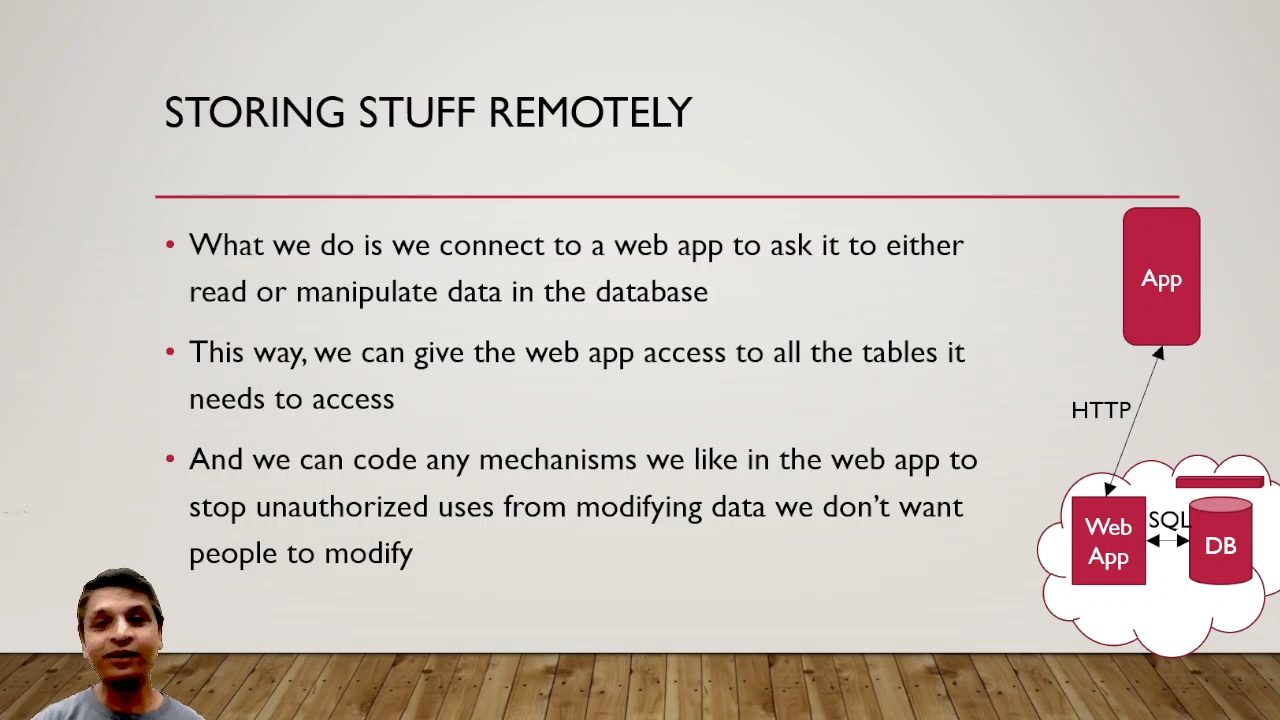 STORING STUFF REMOTELY
• What we do is we connect to a web app to ask it to either
read or manipulate data in the database
• This way, we can give the web app access to all the tables it
needs to access
• And we can code any mechanisms we like in the web app to
stop unauthorized uses from modifying data we don't want
people to modify
App
HTTP
Web
App
SQL
DB